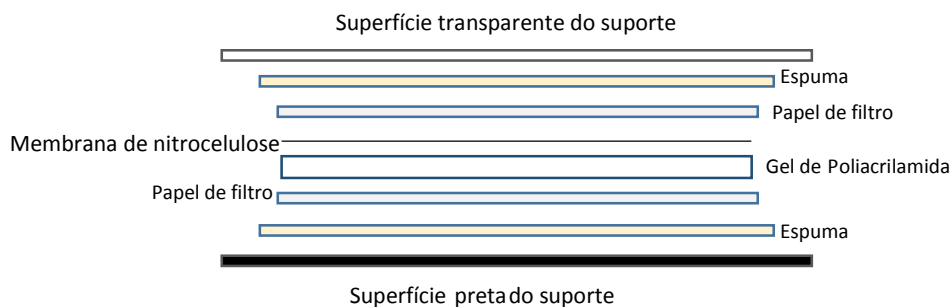 Superfície transparente do suporte
Espuma
Papel de filtro
Membrana de nitrocelulose
Gel de Poliacrilamida
Papel de filtro
Espuma
Superfície preta do suporte